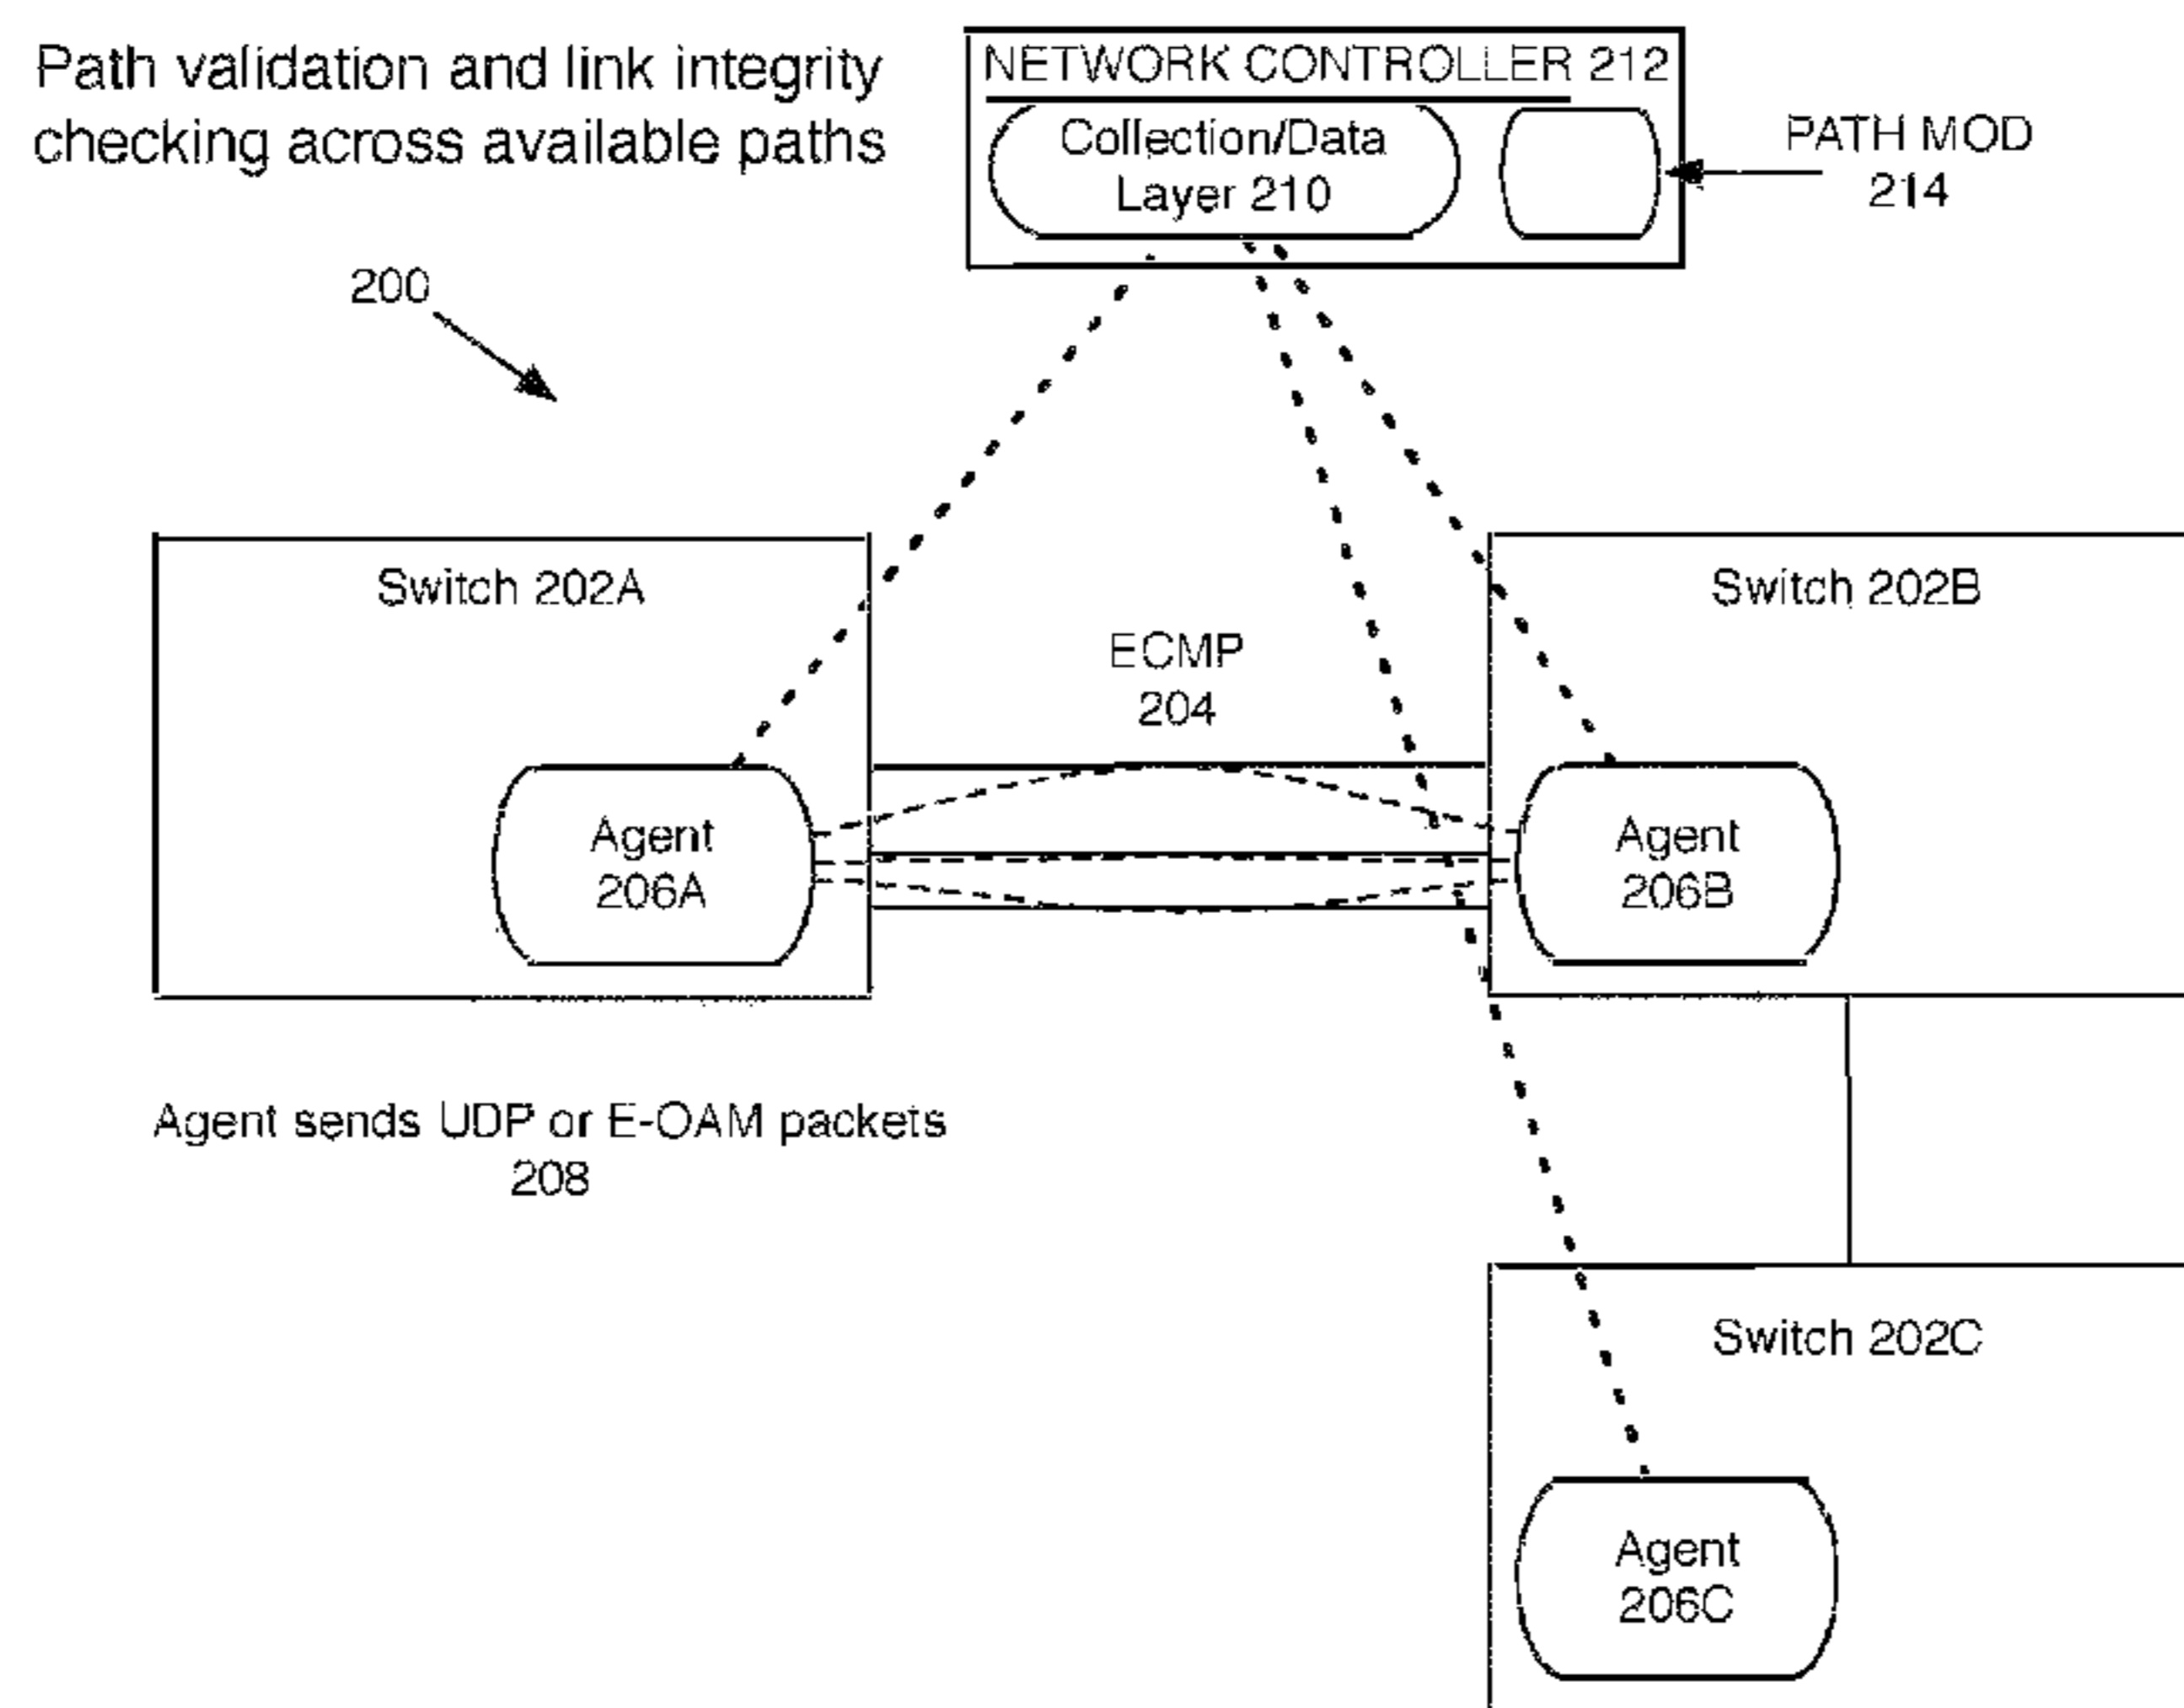 Path validation and link integrity
checking across available paths
NETWORK CONTROLLER 212
Collection/Data
Layer 210
PATH MOD
214
200
Switch 202A
Switch 202B
ECMP
204
Agent
206A
Agent
206B
Agent sends UDP or E-OAM packets
208
Switch 202C
Agent
206C